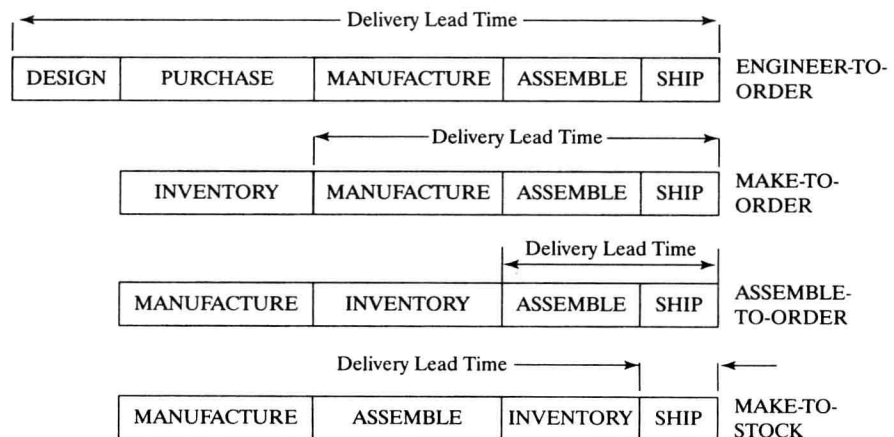 Delivery Lead Time
DESIGN PURCHASE MANUFACTURE ASSEMBLE SHIP ENGINEER-TO-
ORDER
Delivery Lead Time
INVENTORY MANUFACTURE ASSEMBLE SHIP MAKE-TO-
ORDER
Delivery Lead Time
MANUFACTURE INVENTORY ASSEMBLE SHIP ASSEMBLE-
TO-ORDER
Delivery Lead Time
MANUFACTURE ASSEMBLE INVENTORY SHIP MAKE-TO-
STOCK